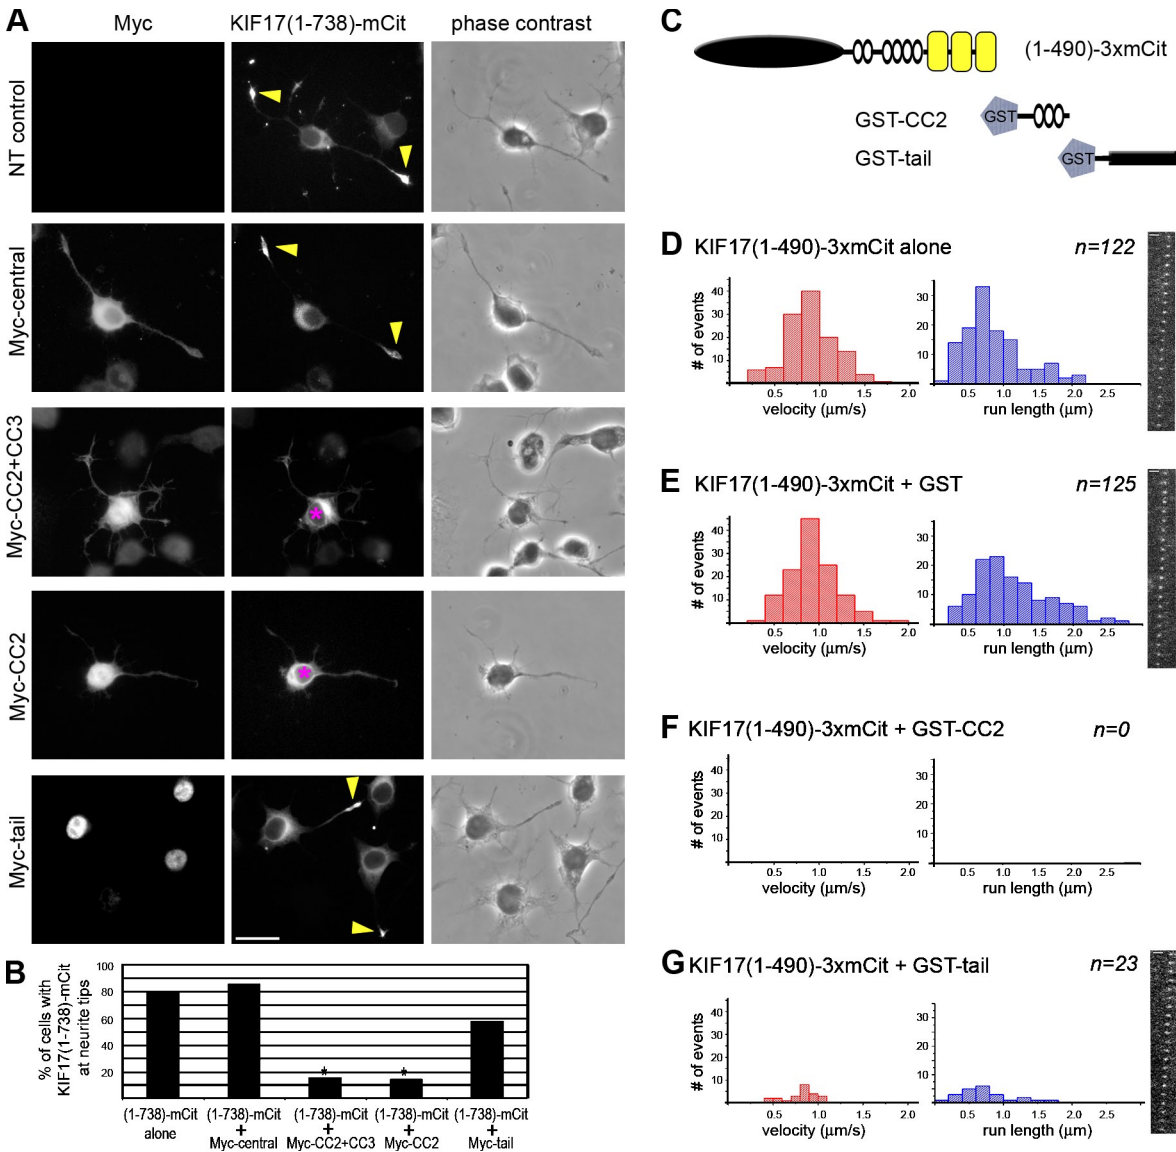 A
Myc
KIF17(1-738)-mCit
phase contrast
NT control
Myc-central
Myc-CC2+CC3
*
Myc-CC2
*
Myc-tail
B
% of cells with
KIF17(1-738)-mCit
at neurite tips
100
80
60
40
20
*
*
(1-738)-mCit
alone
(1-738)-mCit
+
Myc-central
(1-738)-mCit
+
Myc-CC2+CC3
(1-738)-mCit
+
Myc-CC2
(1-738)-mCit
+
Myc-tail
C
(1-490)-3xmCit
GST-CC2
GST
GST-tail
GST
D
KIF17(1-490)-3xmCit alone
n=122
# of events
40
30
20
10
0.5 1.0 1.5 2.0
velocity (µm/s)
30
20
10
0.5 1.0 1.5 2.0 2.5
run length (µm)
E
KIF17(1-490)-3xmCit + GST
n=125
# of events
40
30
20
10
0.5 1.0 1.5 2.0
velocity (µm/s)
30
20
10
0.5 1.0 1.5 2.0 2.5
run length (µm)
F
KIF17(1-490)-3xmCit + GST-CC2
n=0
# of events
40
30
20
10
0.5 1.0 1.5 2.0
velocity (µm/s)
30
20
10
0.5 1.0 1.5 2.0 2.5
run length (µm)
G
KIF17(1-490)-3xmCit + GST-tail
n=23
# of events
40
30
20
10
0.5 1.0 1.5 2.0
velocity (µm/s)
30
20
10
0.5 1.0 1.5 2.0 2.5
run length (µm)